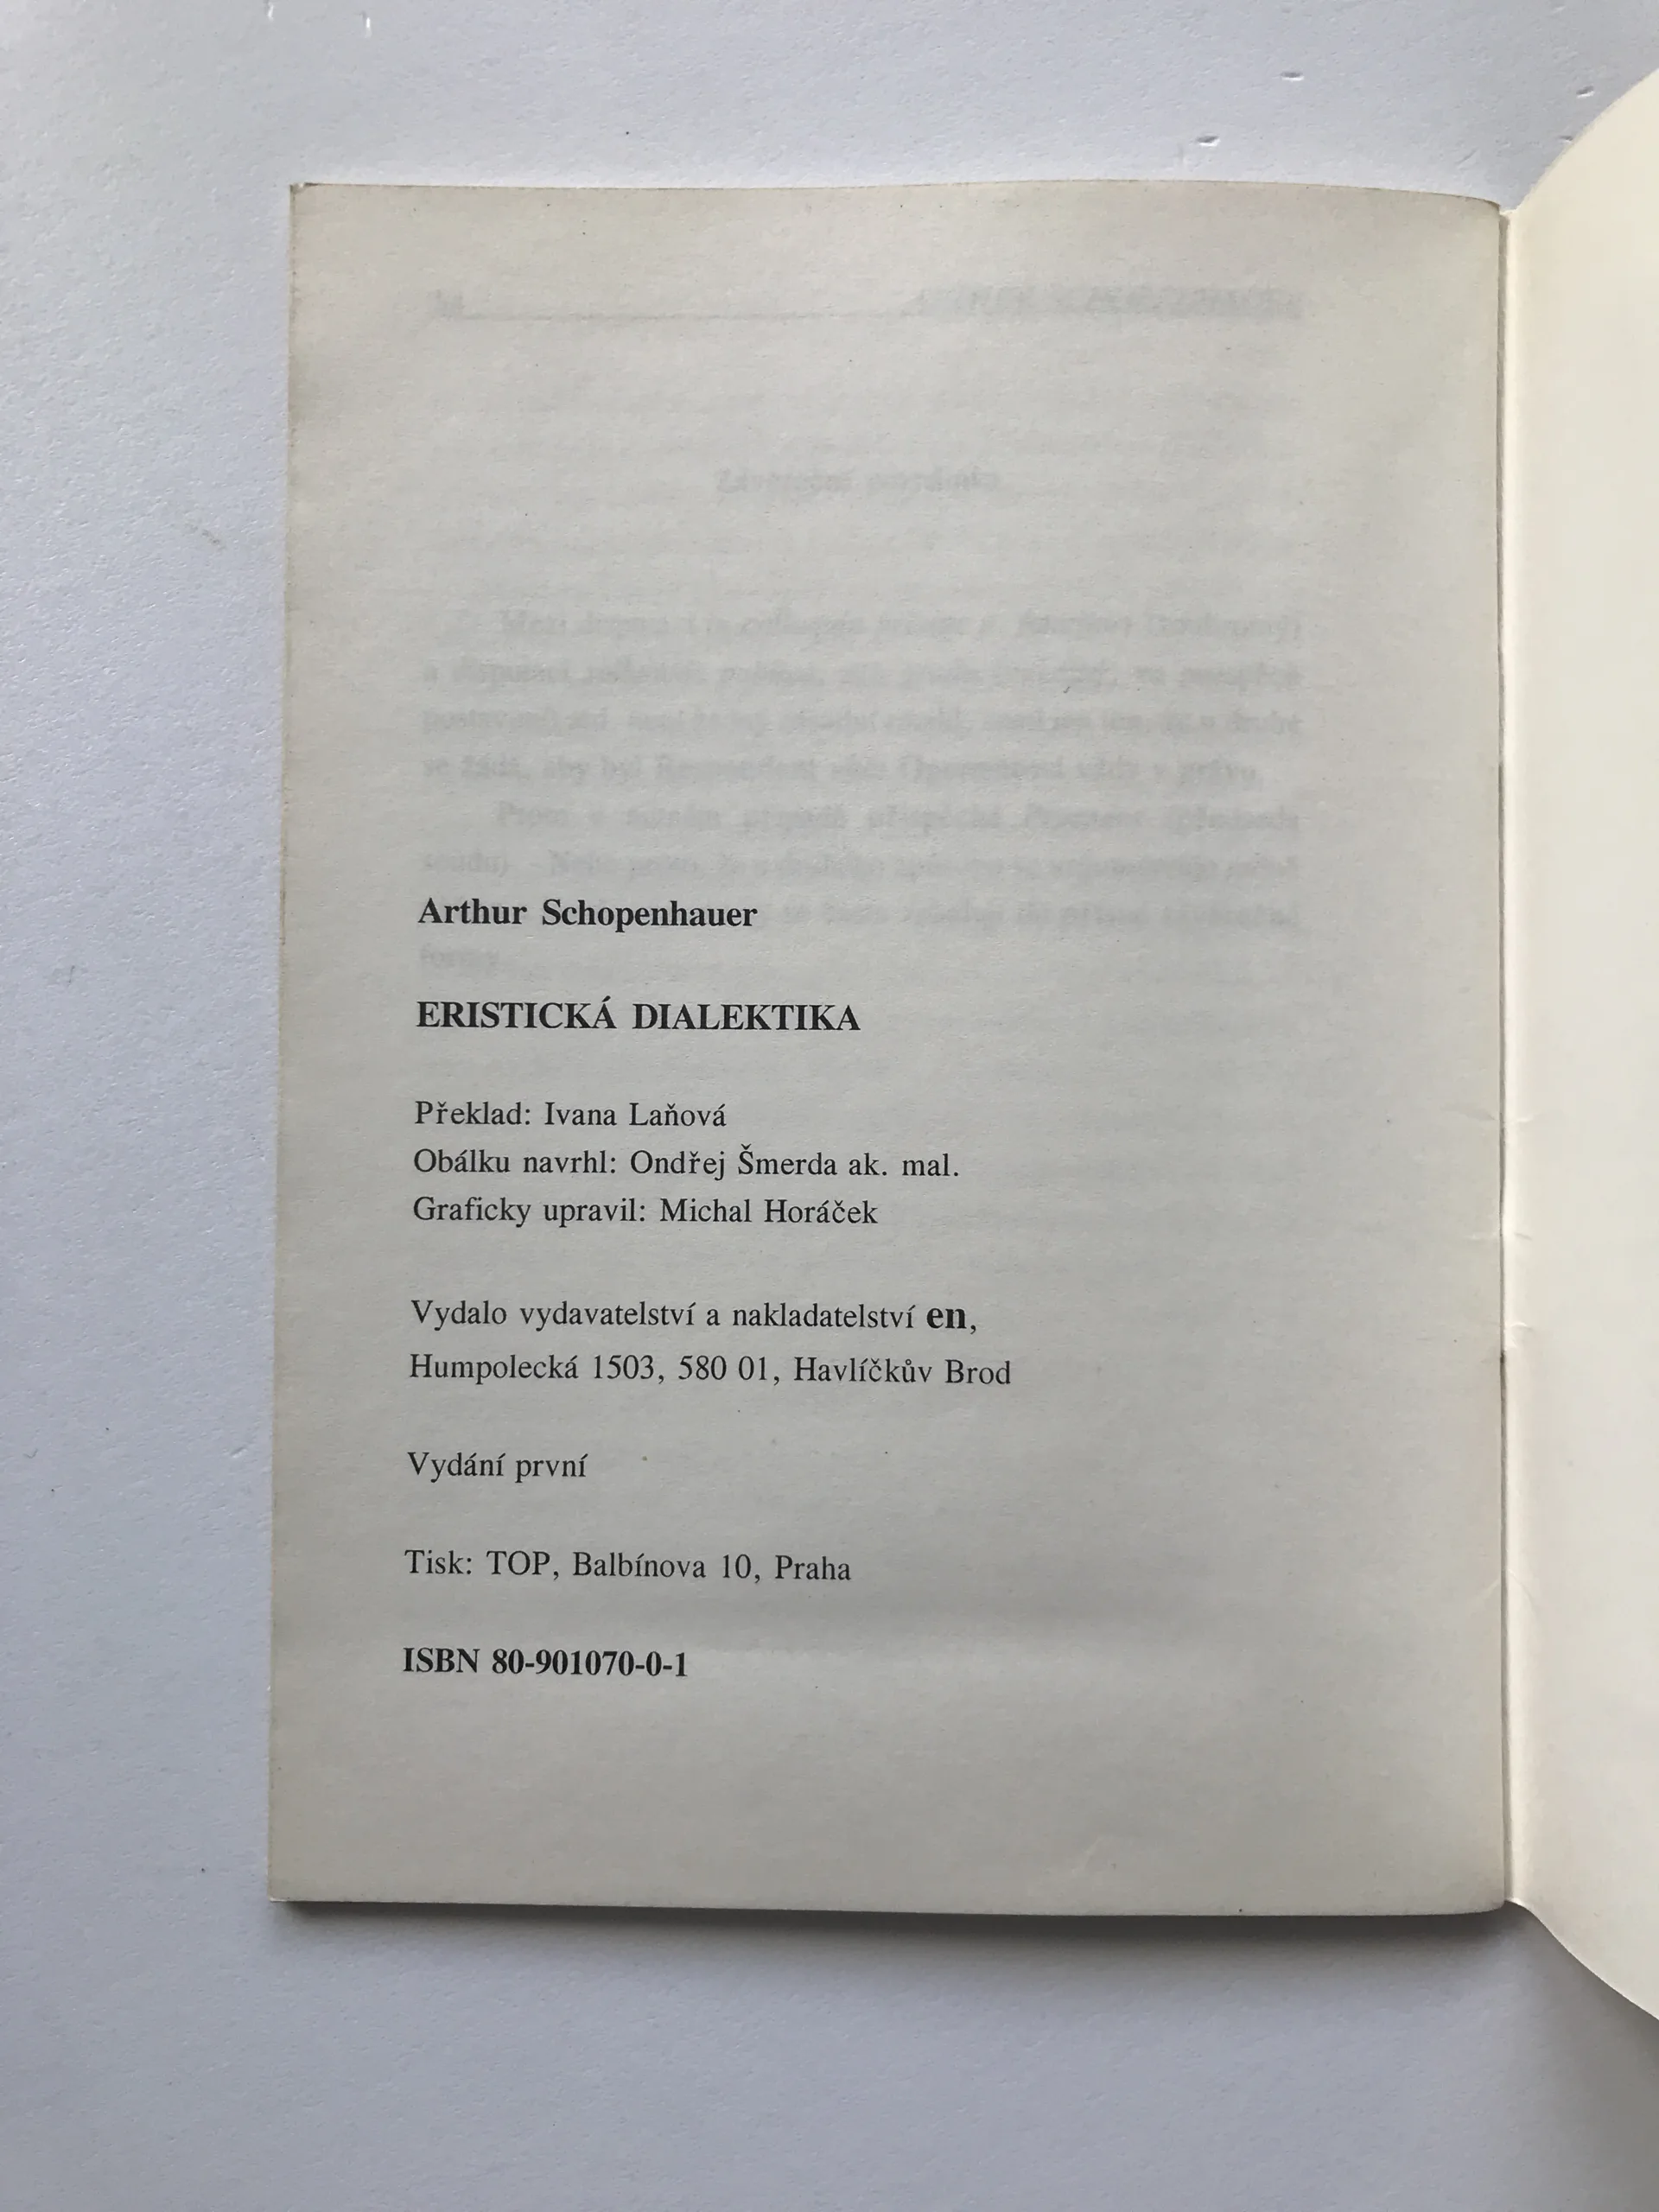 Arthur Schopenhauer
ERISTICKÁ DIALEKTIKA
Překlad: Ivana Laňová
Obálku navrhl: Ondřej Šmerda ak. mal.
Graficky upravil: Michal Horáček
Vydalo vydavatelství a nakladatelství en,
Humpolecká 1503, 580 01, Havlíčkův Brod
Vydání první
Tisk: TOP, Balbínova 10, Praha
ISBN 80-901070-0-1